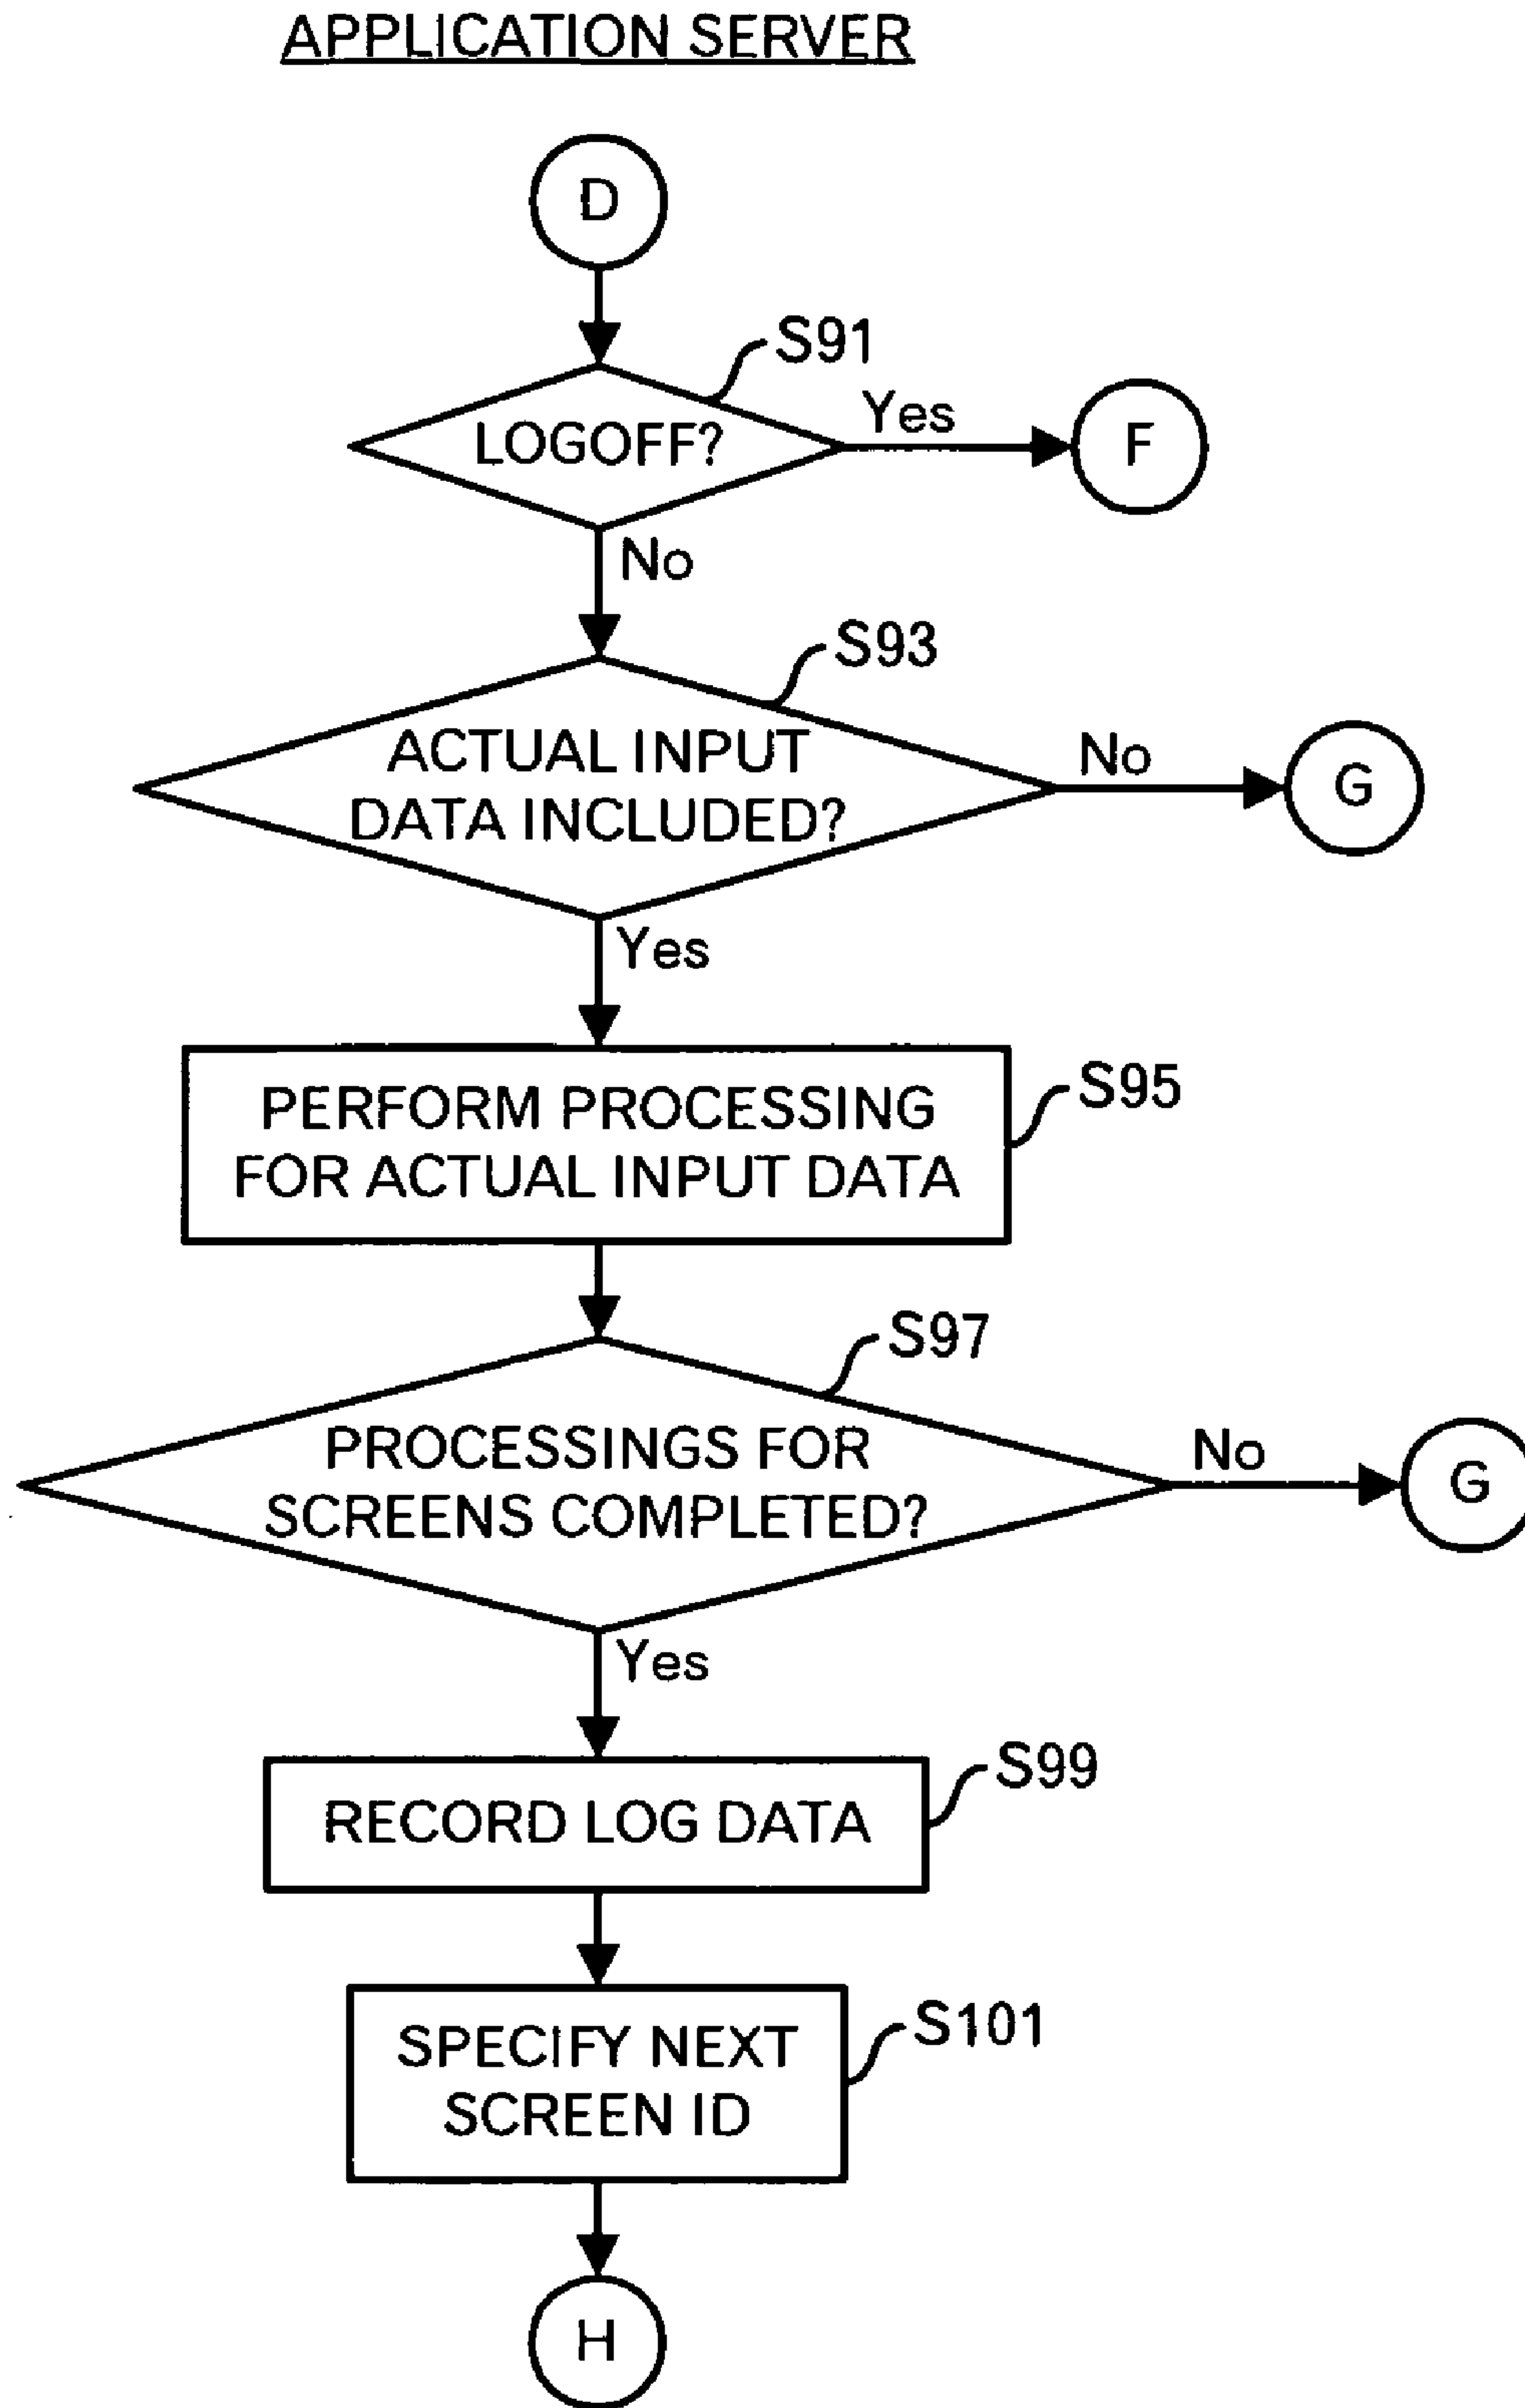 APPLICATION SERVER
D
S91
LOGOFF?
Yes
F
No
S93
ACTUAL INPUT
DATA INCLUDED?
No
G
Yes
S95
PERFORM PROCESSING
FOR ACTUAL INPUT DATA
S97
PROCESSINGS FOR
SCREENS COMPLETED?
No
G
Yes
S99
RECORD LOG DATA
S101
SPECIFY NEXT
SCREEN ID
H